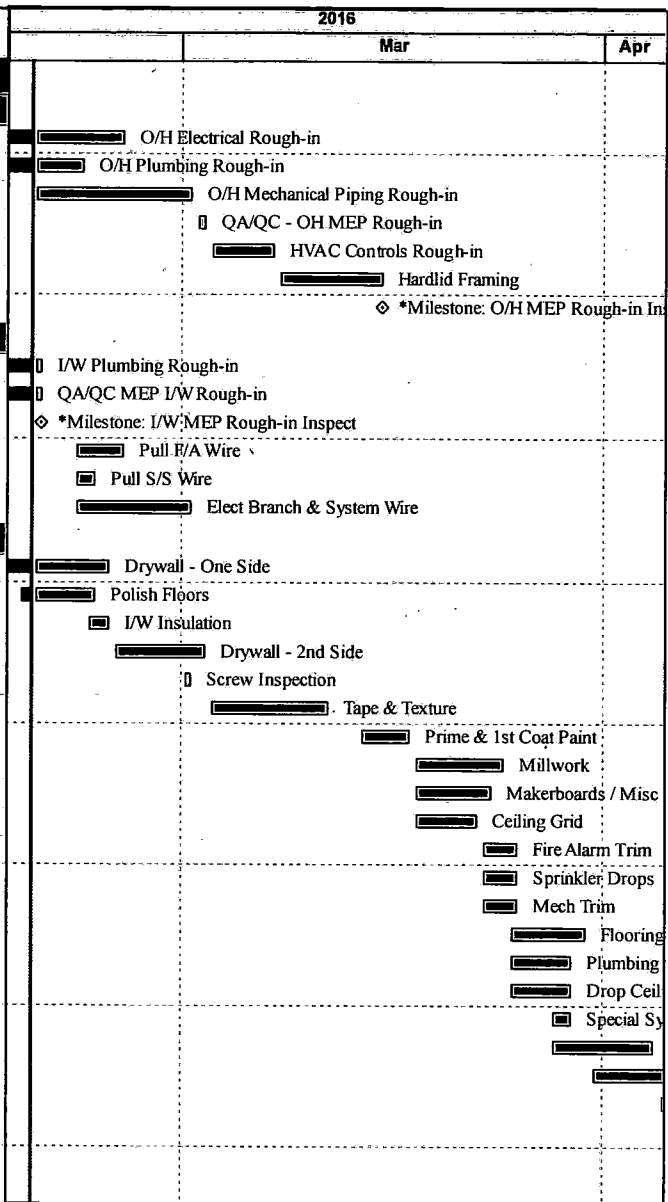 2016
Mar
Apr
O/H Electrical Rough-in
O/H Plumbing Rough-in
O/H Mechanical Piping Rough-in
QA/QC - OH MEP Rough-in
HVAC Controls Rough-in
Hardlid Framing
*Milestone: O/H MEP Rough-in In
I/W Plumbing Rough-in
QA/QC MEP I/W Rough-in
*Milestone: I/W MEP Rough-in Inspect
Pull F/A Wire
Pull S/S Wire
Elect Branch & System Wire
Drywall - One Side
Polish Floors
I/W Insulation
Drywall - 2nd Side
Screw Inspection
Tape & Texture
Prime & 1st Coat Paint
Millwork
Makerboards / Misc
Ceiling Grid
Fire Alarm Trim
Sprinkler Drops
Mech Trim
Flooring
Plumbing
Drop Ceil
Special Sy